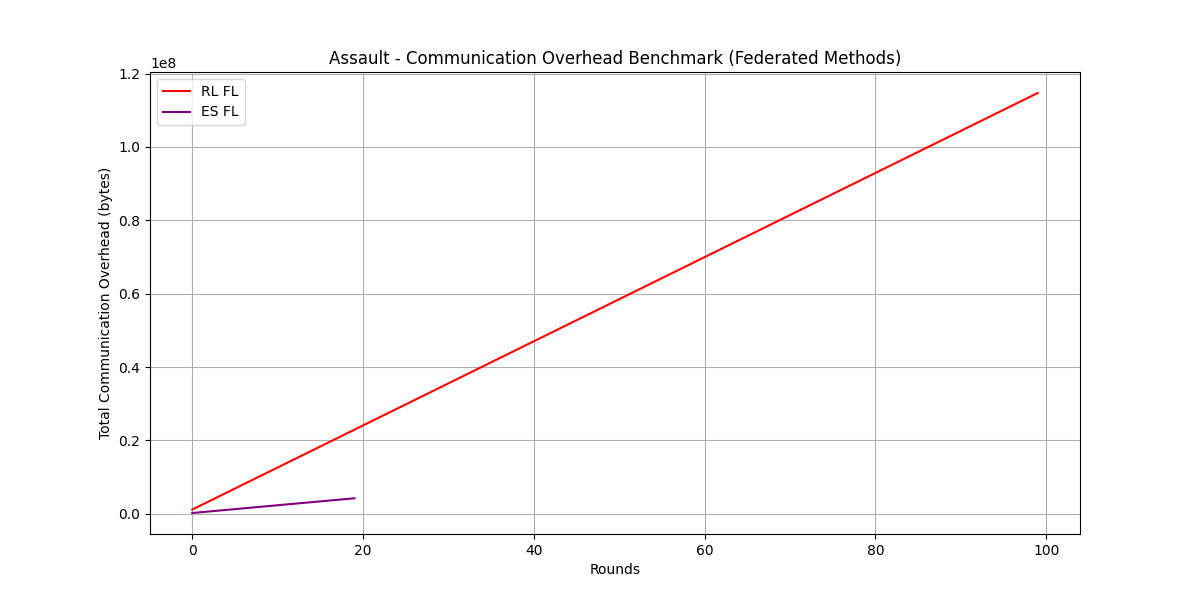 Assault - Communication Overhead Benchmark (Federated Methods)
1e8
RL FL
ES FL
Total Communication Overhead (bytes)
1.2
1.0
0.8
0.6
0.4
0.2
0.0
0 20 40 60 80 100
Rounds